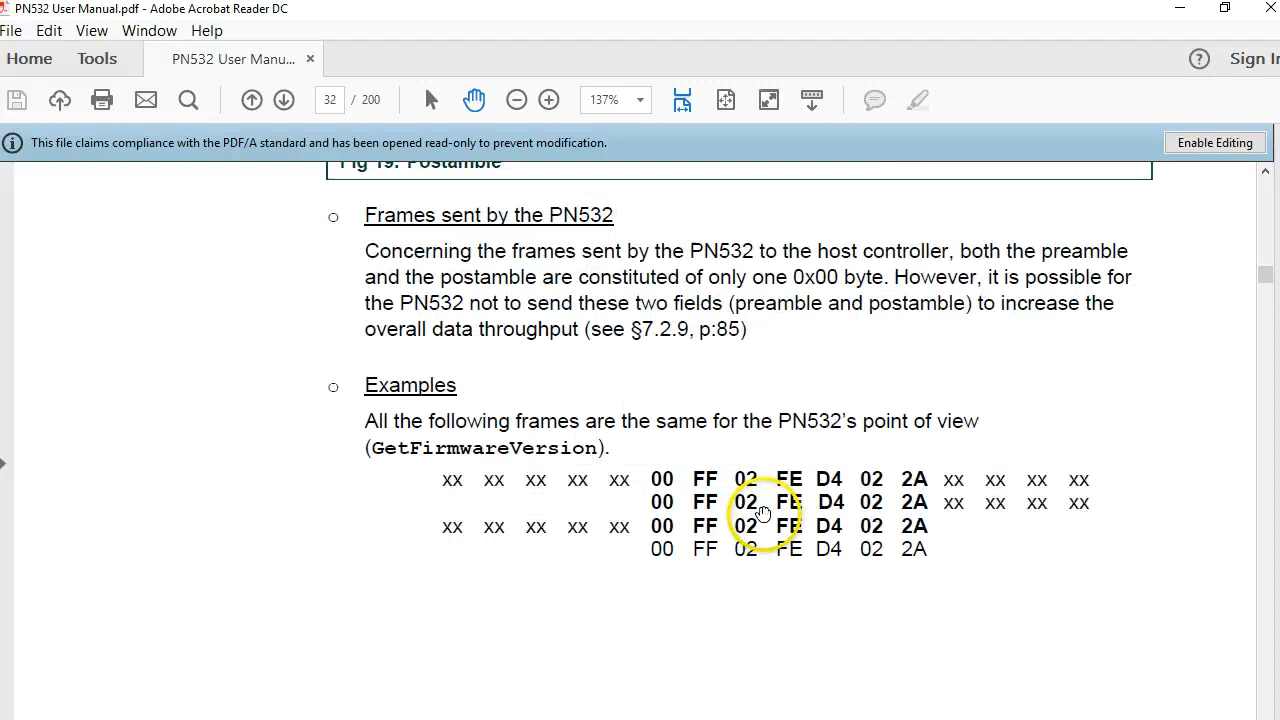 PN532 User Manual.pdf - Adobe Acrobat Reader DC
File Edit View Window Help
Home Tools PN532 User Manu... × ? Sign In
32 / 200 137%
This file claims compliance with the PDF/A standard and has been opened read-only to prevent modification. Enable Editing
Fig 19. Postamble
o Frames sent by the PN532
Concerning the frames sent by the PN532 to the host controller, both the preamble
and the postamble are constituted of only one 0x00 byte. However, it is possible for
the PN532 not to send these two fields (preamble and postamble) to increase the
overall data throughput (see §7.2.9, p:85)
o Examples
All the following frames are the same for the PN532's point of view
(GetFirmwareVersion).
xx xx xx xx xx 00 FF 02 FE D4 02 2A xx xx xx xx
00 FF 02 FE D4 02 2A xx xx xx xx
xx xx xx xx xx 00 FF 02 FE D4 02 2A
00 FF 02 FE D4 02 2A